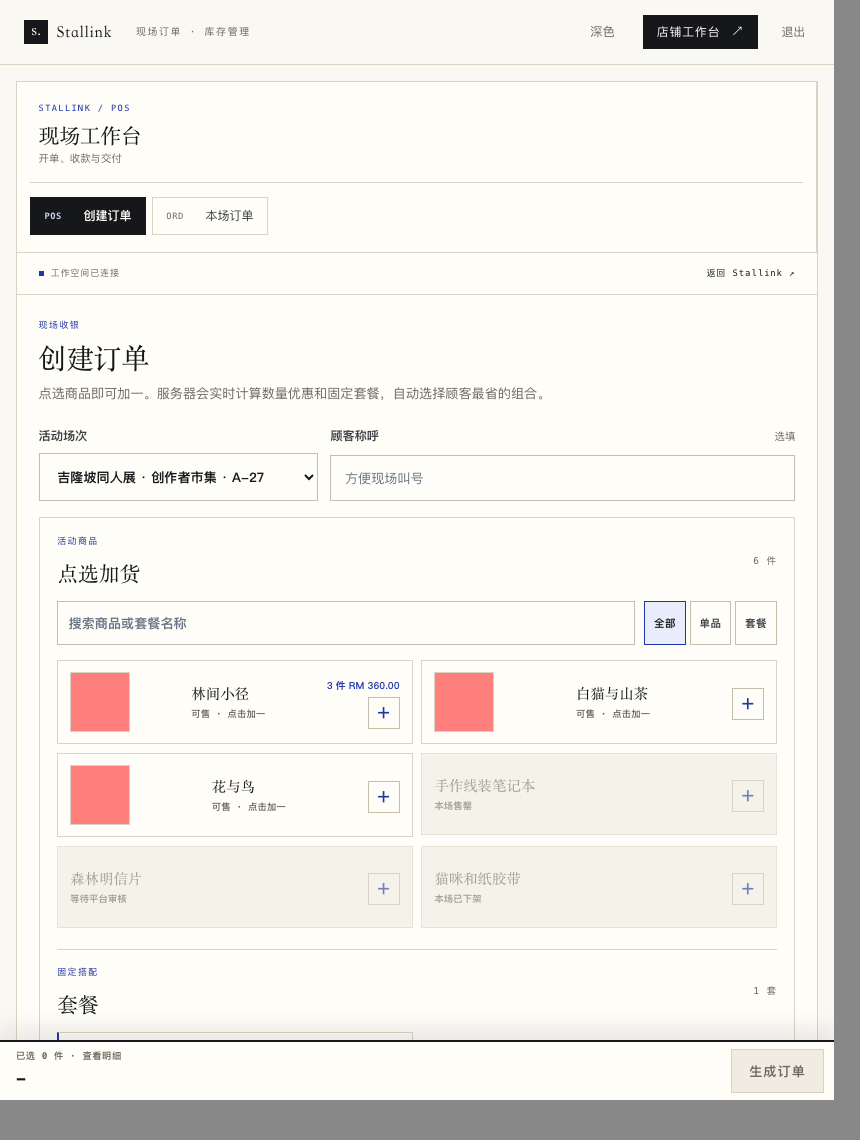 S. Stallink 现场订单 · 库存管理 深色 店铺工作台 ↗ 退出
STALLINK / POS
现场工作台
开单、收款与交付
POS 创建订单 ORD 本场订单
工作空间已连接 返回 Stallink ↗
现场收银
创建订单
点选商品即可加一。服务器会实时计算数量优惠和固定套餐，自动选择顾客最省的组合。
活动场次 顾客称呼 选填
吉隆坡同人展 · 创作者市集 · A-27 方便现场叫号
活动商品
点选加货 6 件
搜索商品或套餐名称 全部 单品 套餐
林间小径 3 件 RM 360.00
可售 · 点击加一 +
白猫与山茶
可售 · 点击加一 +
花与鸟
可售 · 点击加一 +
手作线装笔记本
本场售罄 +
森林明信片
等待平台审核 +
猫咪和纸胶带
本场已下架 +
固定搭配
套餐 1 套
已选 0 件 · 查看明细
—
生成订单